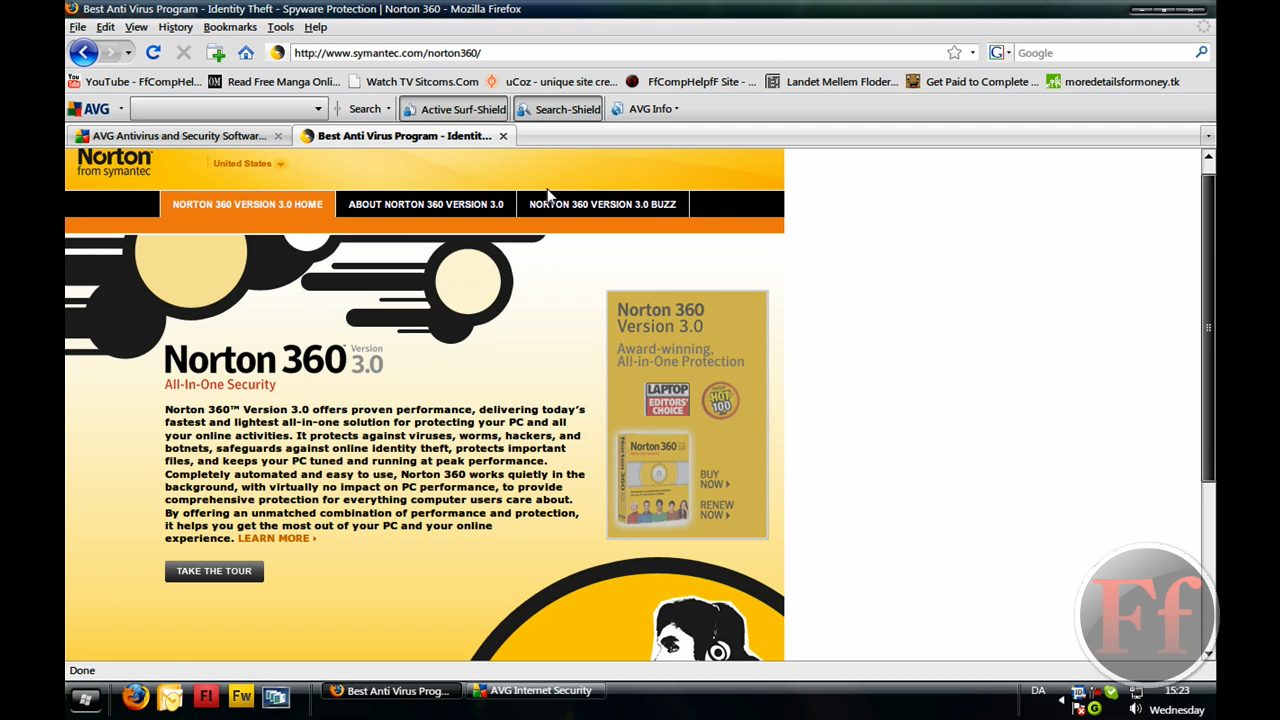 Best Anti Virus Program - Identity Theft - Spyware Protection | Norton 360 - Mozilla Firefox
File Edit View History Bookmarks Tools Help
http://www.symantec.com/norton360/
G Google
YouTube - FfCompHel... Read Free Manga Onli... Watch TV Sitcoms.Com uCoz - unique site cre... FfCompHelpff Site - ... Landet Mellem Floder... Get Paid to Complete ... moredetailsformoney.tk
AVG Search Active Surf-Shield Search-Shield AVG Info
AVG Antivirus and Security Softwar... Best Anti Virus Program - Identit...
Norton
from symantec
United States
NORTON 360 VERSION 3.0 HOME ABOUT NORTON 360 VERSION 3.0 NORTON 360 VERSION 3.0 BUZZ
Norton 360 Version 3.0
All-In-One Security
Norton 360™ Version 3.0 offers proven performance, delivering today's
fastest and lightest all-in-one solution for protecting your PC and all
your online activities. It protects against viruses, worms, hackers, and
botnets, safeguards against online identity theft, protects important
files, and keeps your PC tuned and running at peak performance.
Completely automated and easy to use, Norton 360 works quietly in the
background, with virtually no impact on PC performance, to provide
comprehensive protection for everything computer users care about.
By offering an unmatched combination of performance and protection,
it helps you get the most out of your PC and your online
experience. LEARN MORE
TAKE THE TOUR
Norton 360
Version 3.0
Award-winning,
All-in-One Protection
LAPTOP
EDITORS'
CHOICE
HOT
100
Norton 360
BUY
NOW
RENEW
NOW
Ff
Done
Fl Fw Best Anti Virus Prog... AVG Internet Security DA 15:23
Wednesday